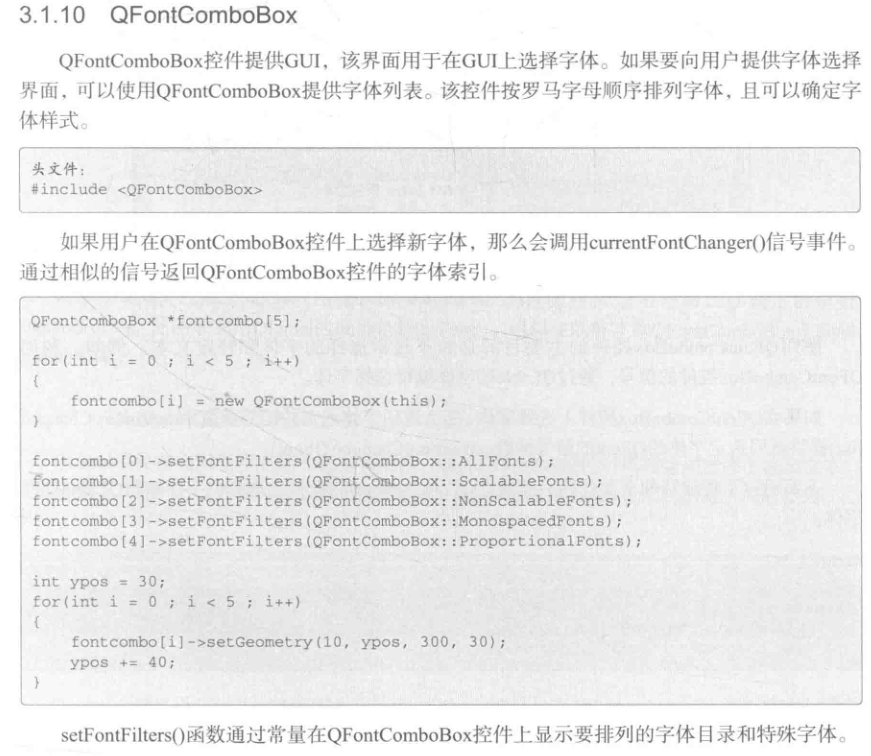 3.1.10 QFontComboBox
QFontComboBox控件提供GUI，该界面用于在GUI上选择字体。如果要向用户提供字体选择
界面，可以使用QFontComboBox提供字体列表。该控件按罗马字母顺序排列字体，且可以确定字
体样式。
头文件：
#include <QFontComboBox>
如果用户在QFontComboBox控件上选择新字体，那么会调用currentFontChanger()信号事件。
通过相似的信号返回QFontComboBox控件的字体索引。
QFontComboBox *fontcombo[5];
for(int i = 0 ; i < 5 ; i++)
{
    fontcombo[i] = new QFontComboBox(this);
}
fontcombo[0]->setFontFilters(QFontComboBox::AllFonts);
fontcombo[1]->setFontFilters(QFontComboBox::ScalableFonts);
fontcombo[2]->setFontFilters(QFontComboBox::NonScalableFonts);
fontcombo[3]->setFontFilters(QFontComboBox::MonospacedFonts);
fontcombo[4]->setFontFilters(QFontComboBox::ProportionalFonts);
int ypos = 30;
for(int i = 0 ; i < 5 ; i++)
{
    fontcombo[i]->setGeometry(10, ypos, 300, 30);
    ypos += 40;
}
setFontFilters()函数通过常量在QFontComboBox控件上显示要排列的字体目录和特殊字体。